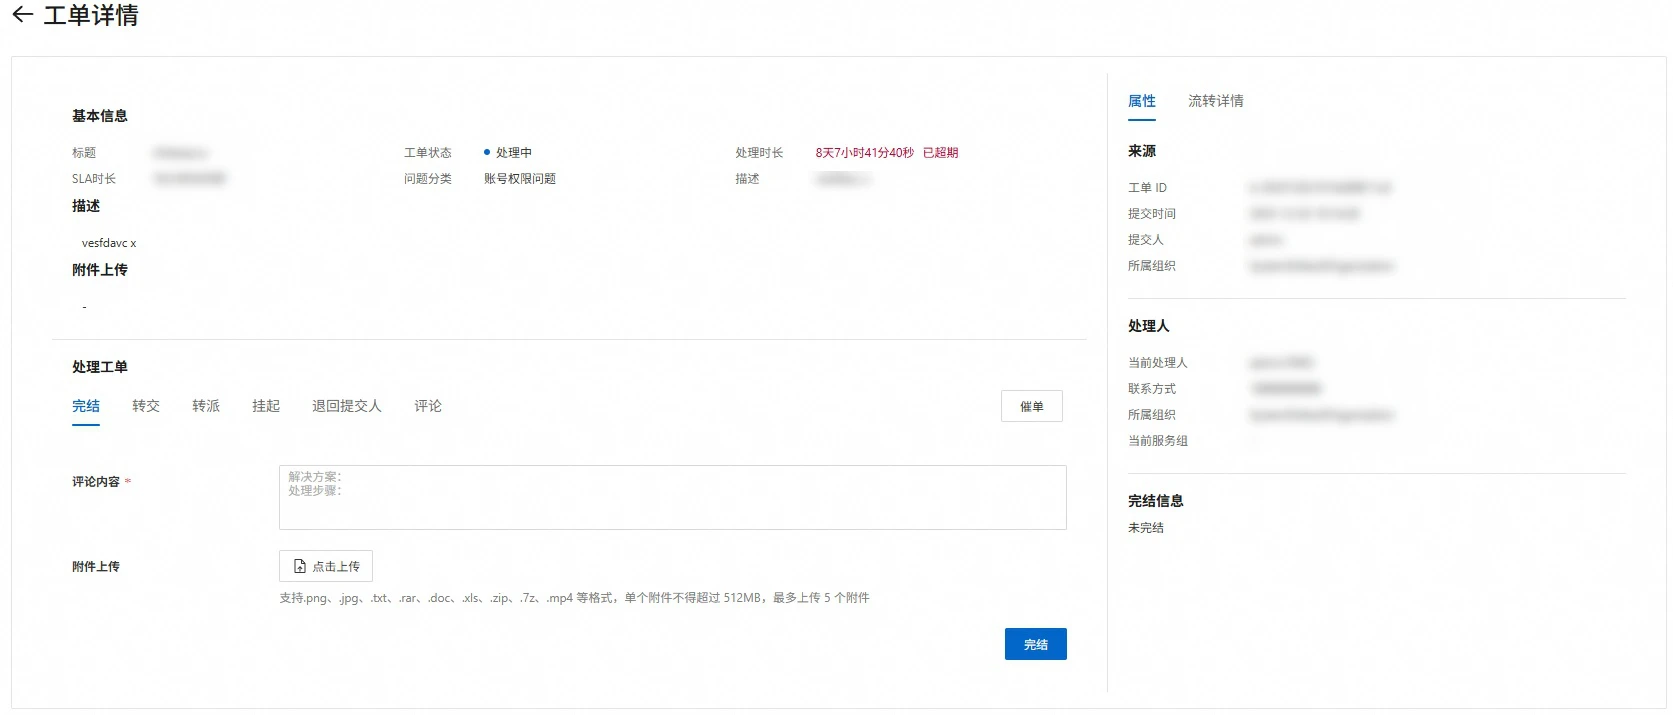 工单详情
基本信息
标题
工单状态 处理中
处理时长 8天7小时41分40秒 已超期
SLA时长
问题分类 账号权限问题
描述
描述
vesfdavc x
附件上传
-
处理工单
完结 转交 转派 挂起 退回提交人 评论
催单
评论内容 *
解决方案:
处理步骤:
附件上传
点击上传
支持.png、.jpg、.txt、.rar、.doc、.xls、.zip、.7z、.mp4 等格式，单个附件不得超过 512MB，最多上传 5 个附件
完结
属性 流转详情
来源
工单 ID
提交时间
提交人
所属组织
处理人
当前处理人
联系方式
所属组织
当前服务组
完结信息
未完结